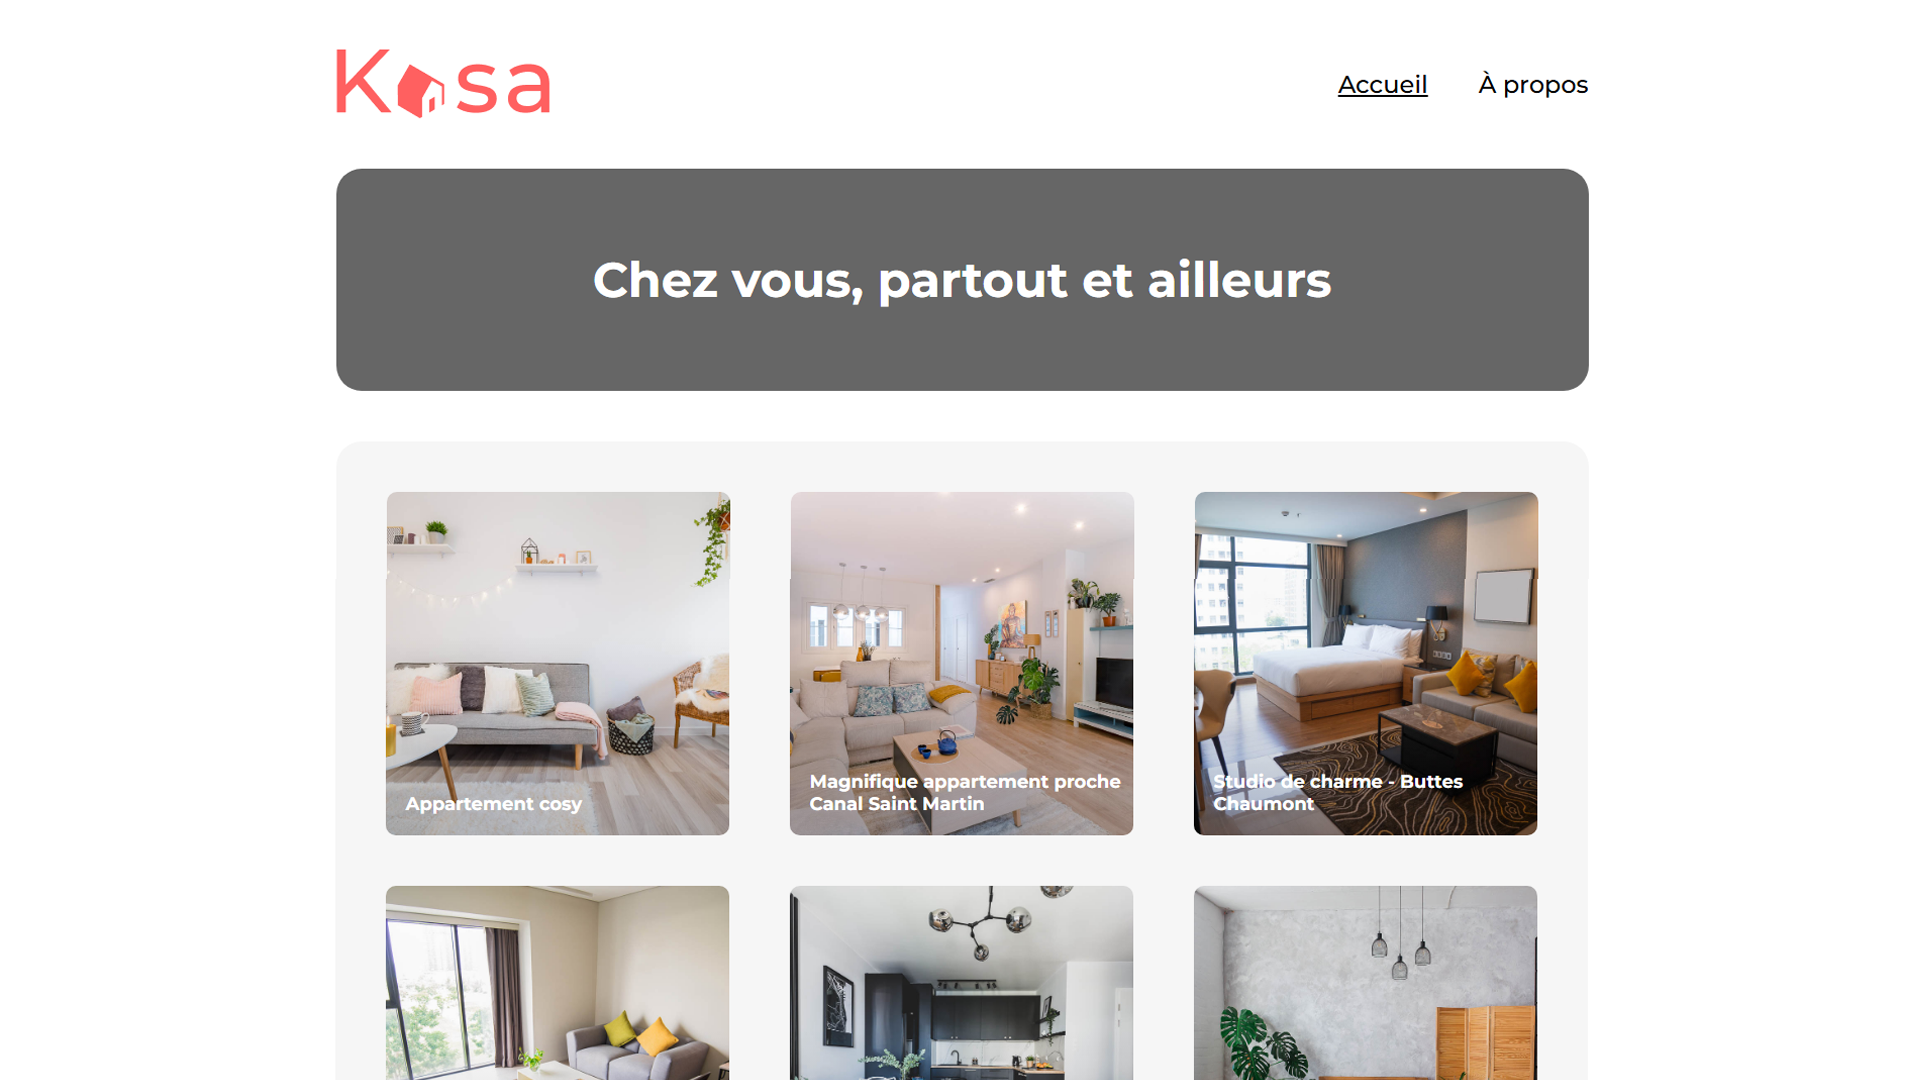 Kasa
Accueil
À propos
Chez vous, partout et ailleurs
Appartement cosy
Magnifique appartement proche
Canal Saint Martin
Studio de charme - Buttes
Chaumont